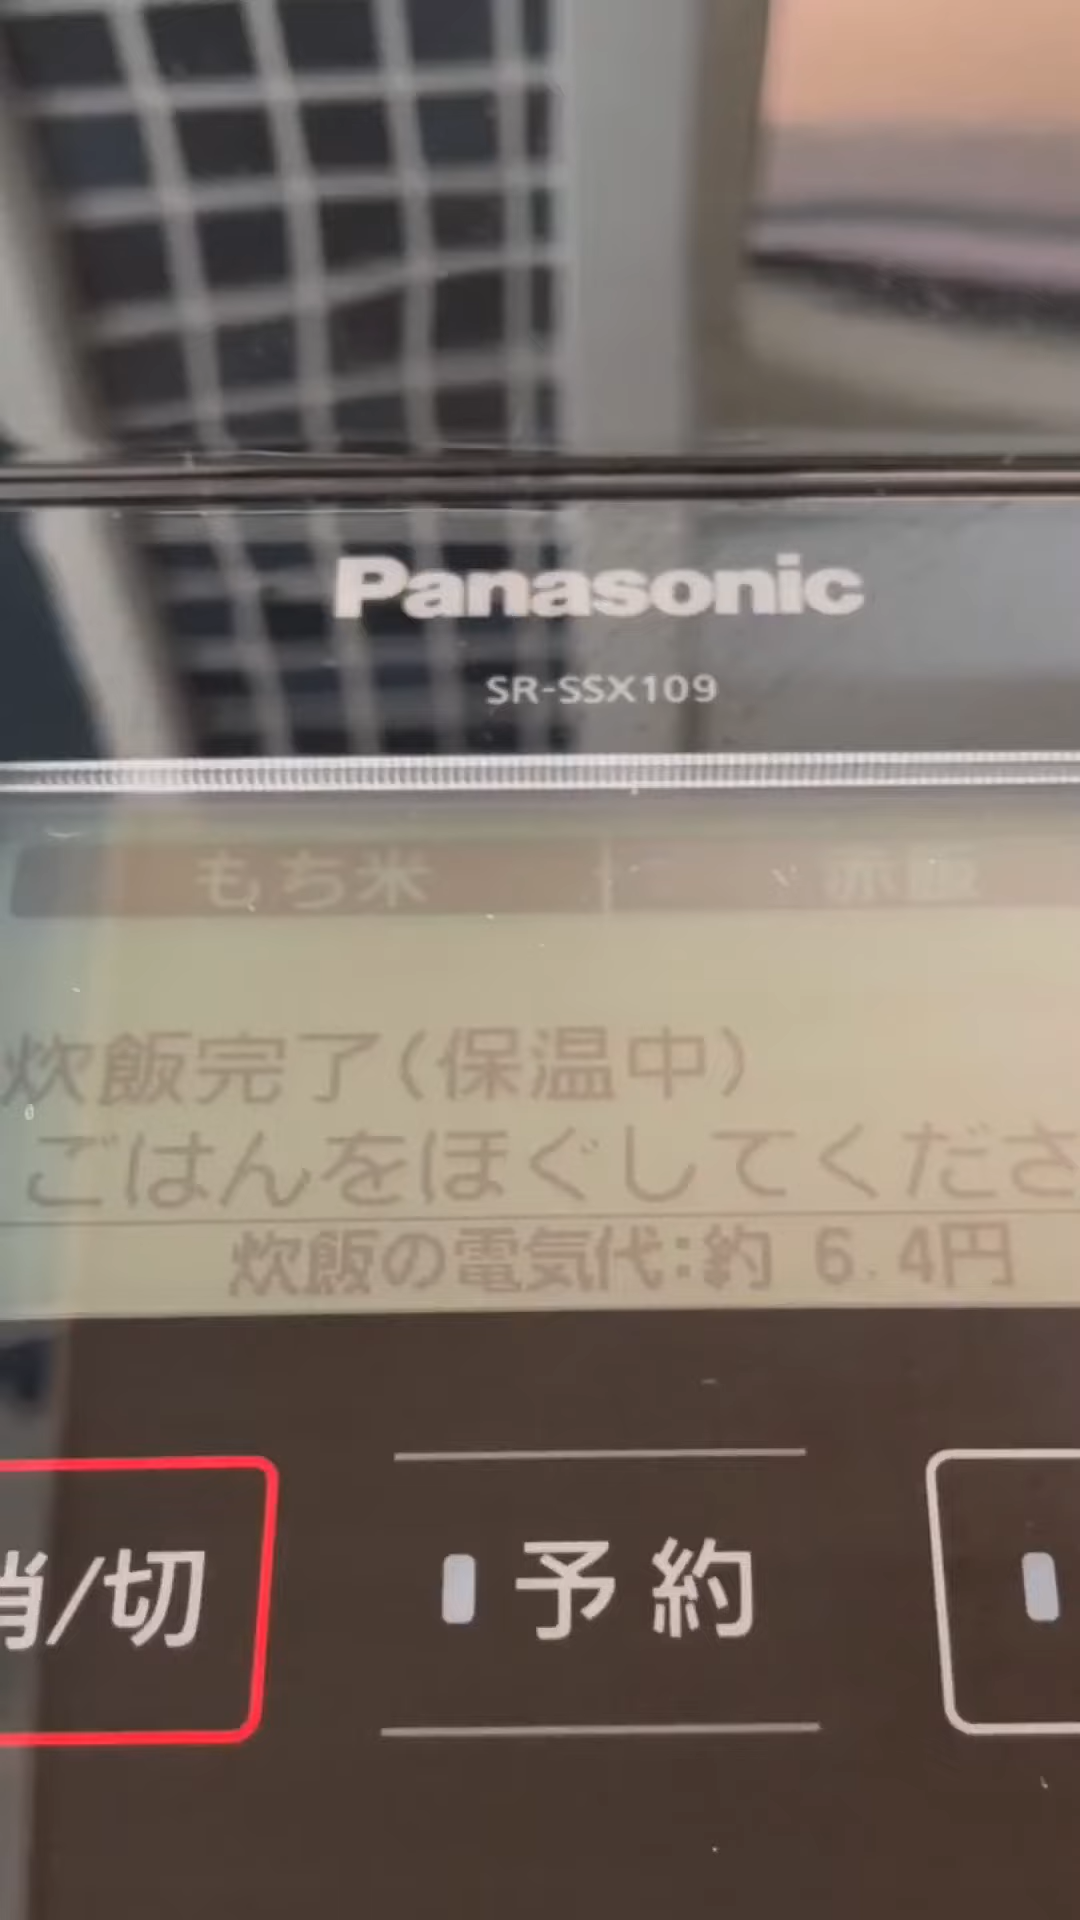 Panasonic
SR-SSX109
もち米 赤飯
炊飯完了(保温中)
ごはんをほぐしてくださ
炊飯の電気代:約 6.4円
/切
予約